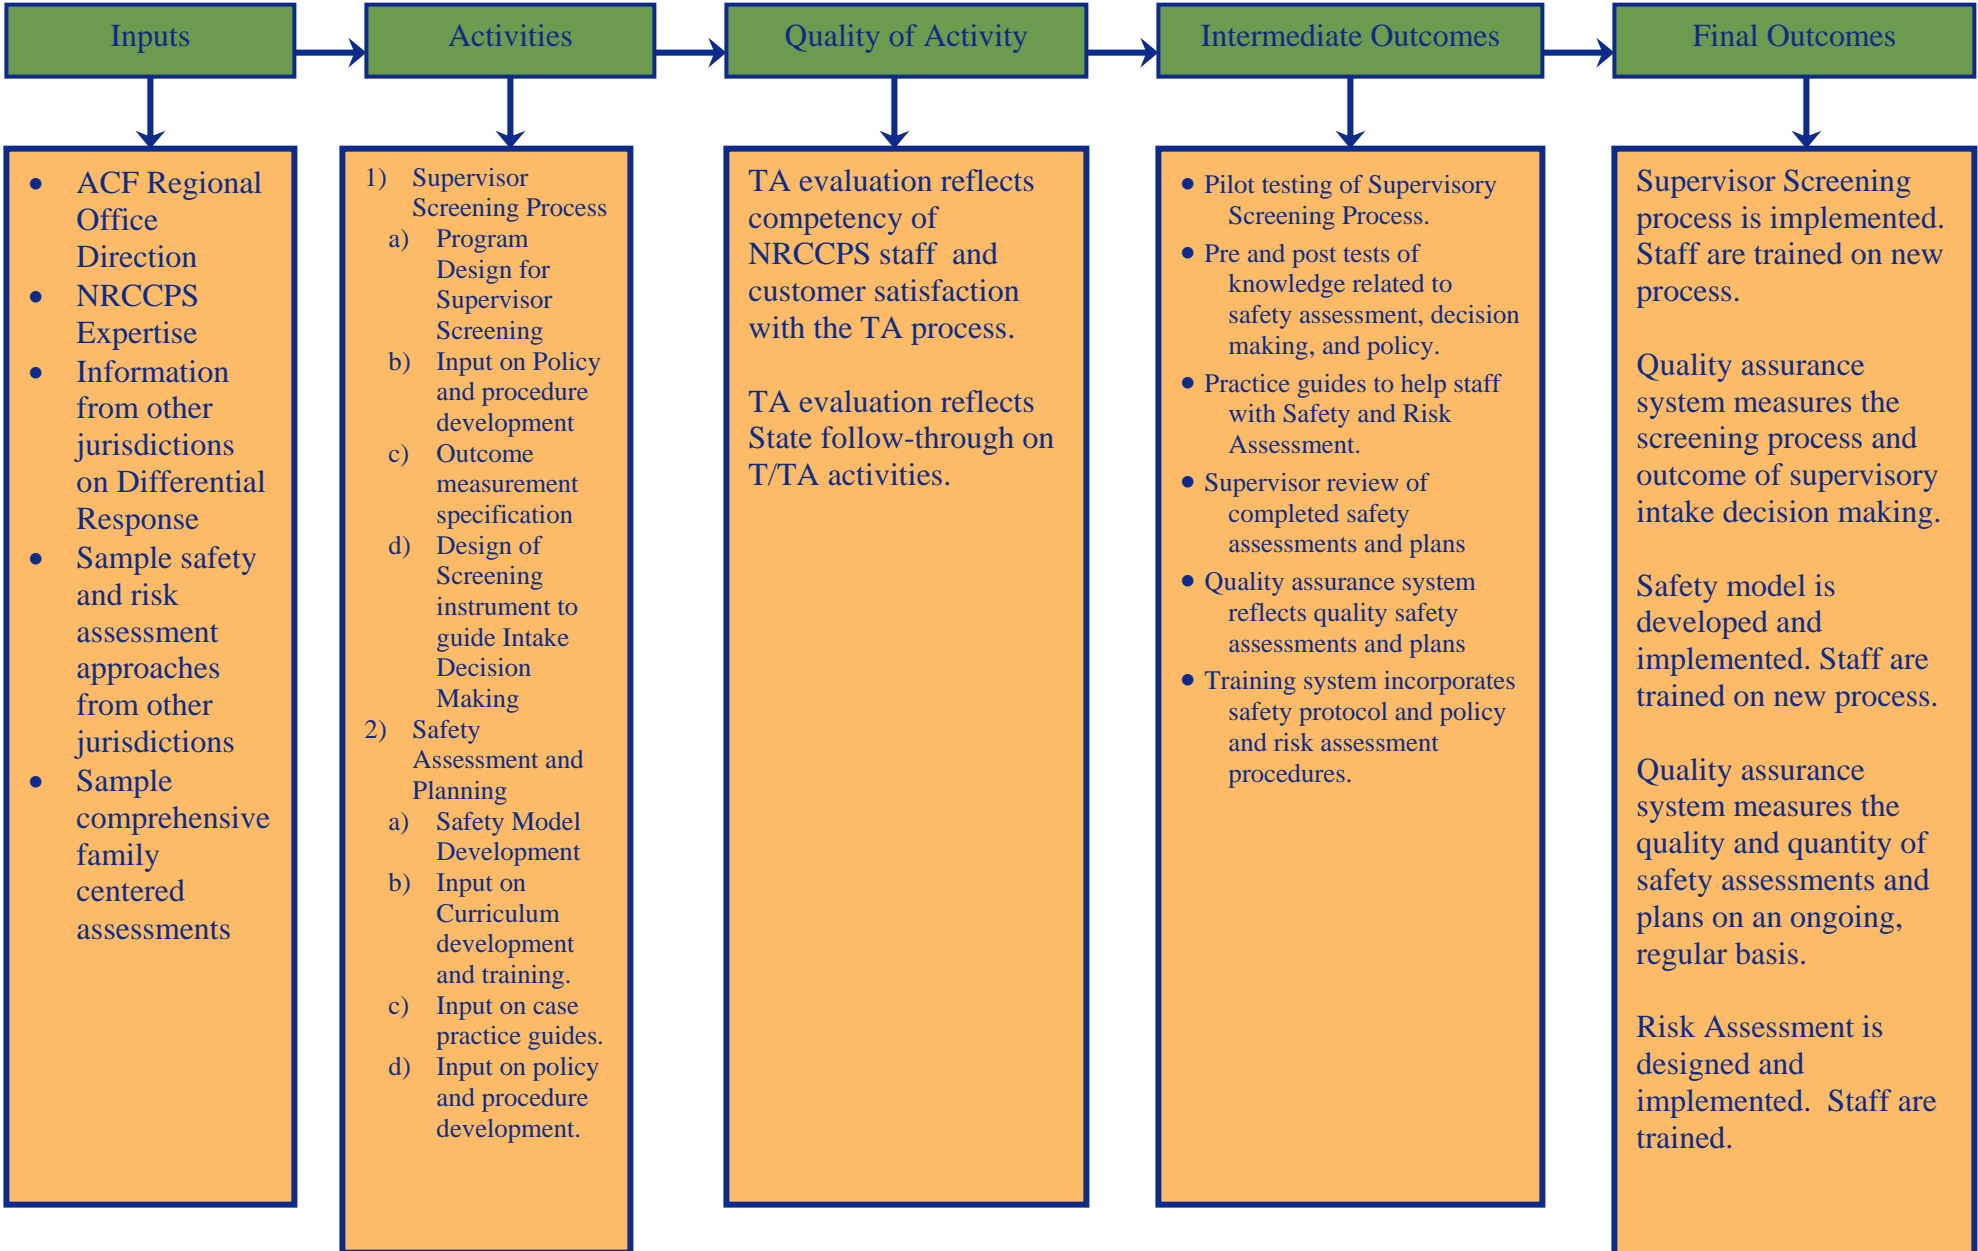 Inputs
Activities
Quality of Activity
Intermediate Outcomes
Final Outcomes
• ACF Regional
Office
Direction
• NRCCPS
Expertise
• Information
from other
jurisdictions
on Differential
Response
• Sample safety
and risk
assessment
approaches
from other
jurisdictions
• Sample
comprehensive
family
centered
assessments
1) Supervisor
Screening Process
a) Program
Design for
Supervisor
Screening
b) Input on Policy
and procedure
development
c) Outcome
measurement
specification
d) Design of
Screening
instrument to
guide Intake
Decision
Making
2) Safety
Assessment and
Planning
a) Safety Model
Development
b) Input on
Curriculum
development
and training.
c) Input on case
practice guides.
d) Input on policy
and procedure
development.
TA evaluation reflects
competency of
NRCCPS staff and
customer satisfaction
with the TA process.
TA evaluation reflects
State follow-through on
T/TA activities.
• Pilot testing of Supervisory
Screening Process.
• Pre and post tests of
knowledge related to
safety assessment, decision
making, and policy.
• Practice guides to help staff
with Safety and Risk
Assessment.
• Supervisor review of
completed safety
assessments and plans
• Quality assurance system
reflects quality safety
assessments and plans
• Training system incorporates
safety protocol and policy
and risk assessment
procedures.
Supervisor Screening
process is implemented.
Staff are trained on new
process.
Quality assurance
system measures the
screening process and
outcome of supervisory
intake decision making.
Safety model is
developed and
implemented. Staff are
trained on new process.
Quality assurance
system measures the
quality and quantity of
safety assessments and
plans on an ongoing,
regular basis.
Risk Assessment is
designed and
implemented. Staff are
trained.